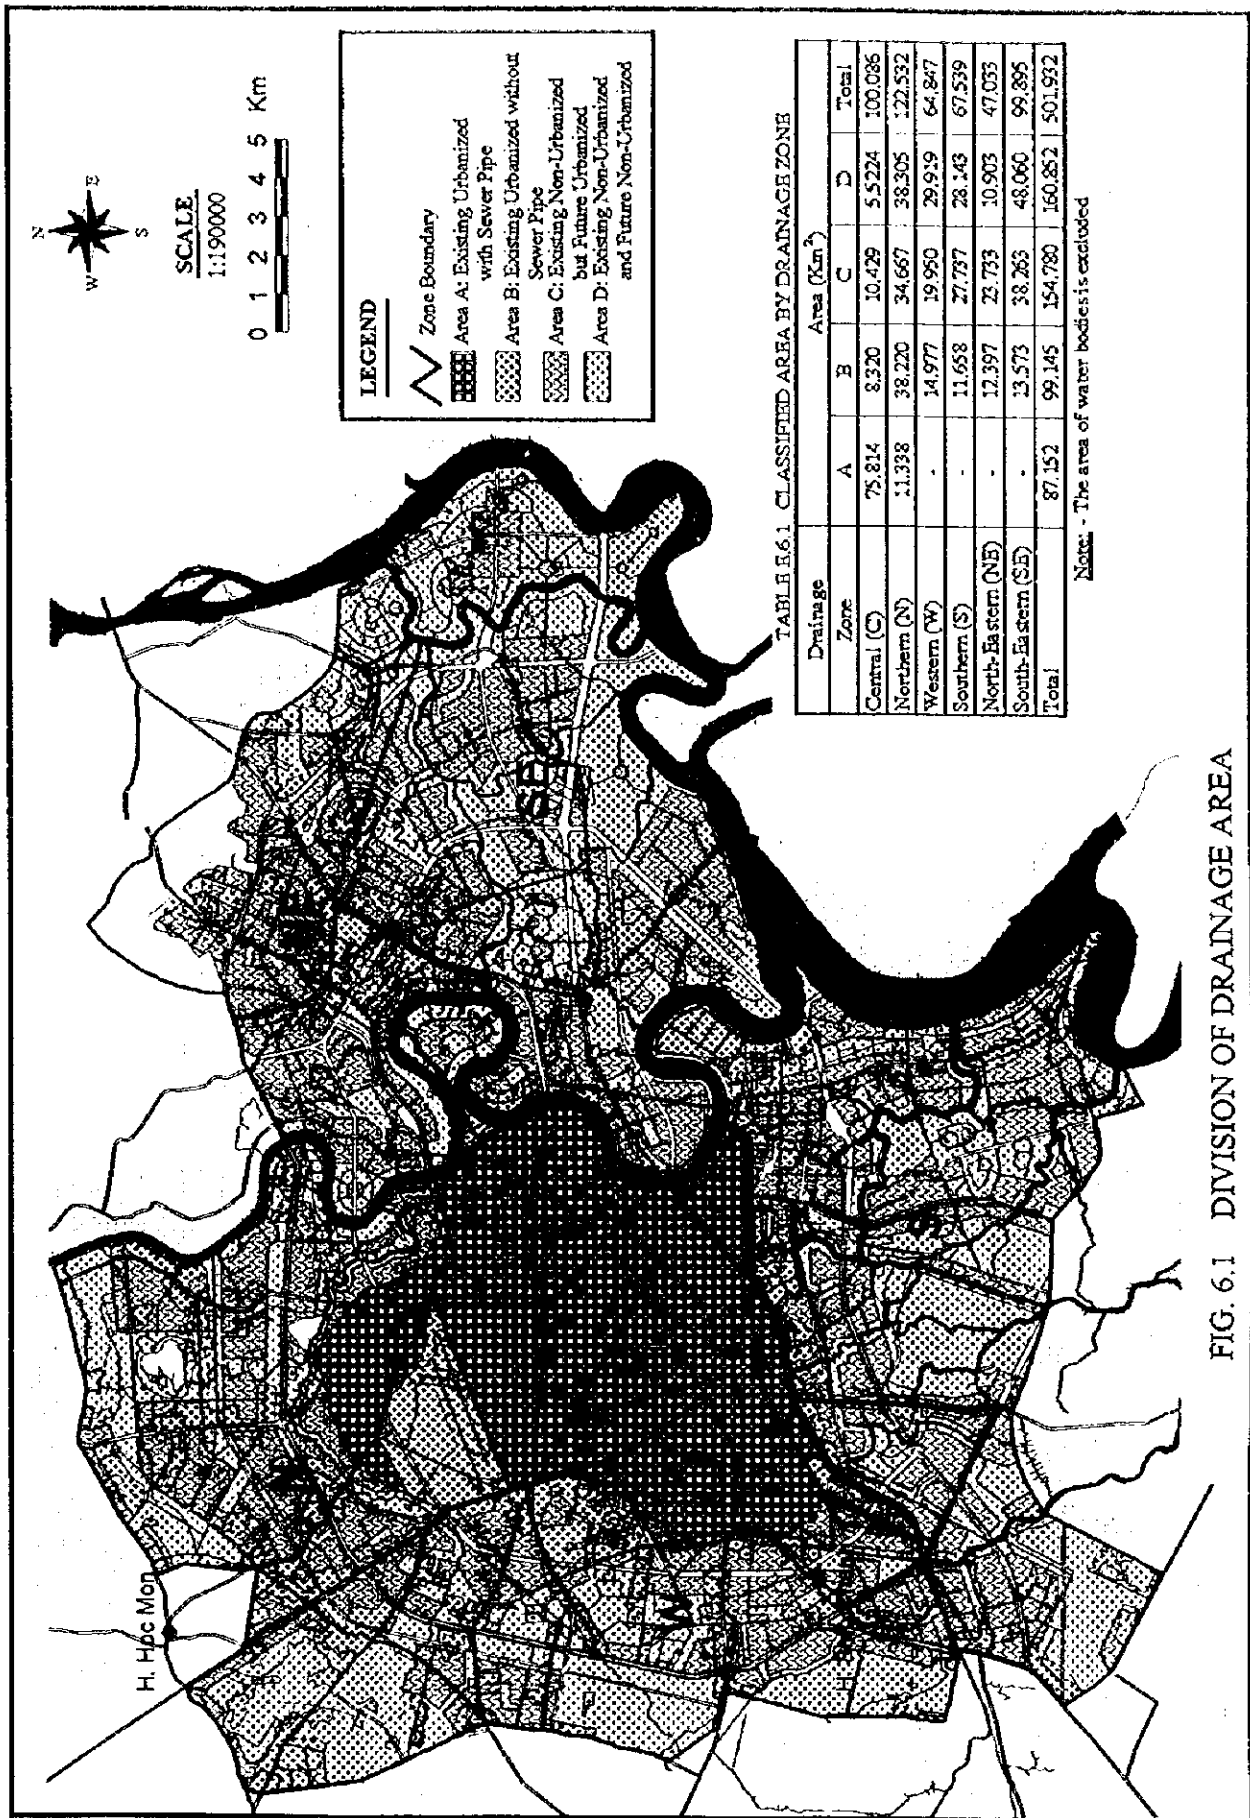 N
W E
S
SCALE
1:190000
0 1 2 3 4 5 Km
LEGEND
Zone Boundary
Area A: Existing Urbanized
with Sewer Pipe
Area B: Existing Urbanized without
Sewer Pipe
Area C: Existing Non-Urbanized
but Future Urbanized
Area D: Existing Non-Urbanized
and Future Non-Urbanized
H. Hoc Mon
N
NE
SE
W
S
TABLE E.6.1 CLASSIFIED AREA BY DRAINAGE ZONE
Drainage Area (Km²)
Zone A B C D Total
Central (C) 75.814 8.320 10.429 5.5224 100.086
Northern (N) 11.338 38.220 34.667 38.305 122.532
Western (W) - 14.977 19.950 29.919 64.847
Southern (S) - 11.658 27.737 28.143 67.539
North-Eastern (NE) - 12.397 23.733 10.903 47.033
South-Eastern (SE) - 13.573 38.263 48.060 99.895
Total 87.152 99.145 154.780 160.852 501.932
Note: - The area of water bodies is excluded
FIG. 6.1 DIVISION OF DRAINAGE AREA